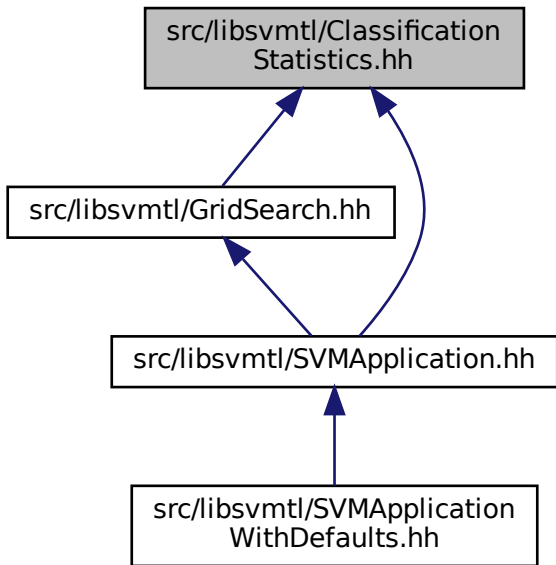 src/libsvmtl/Classification
Statistics.hh
src/libsvmtl/GridSearch.hh
src/libsvmtl/SVMApplication.hh
src/libsvmtl/SVMApplication
WithDefaults.hh